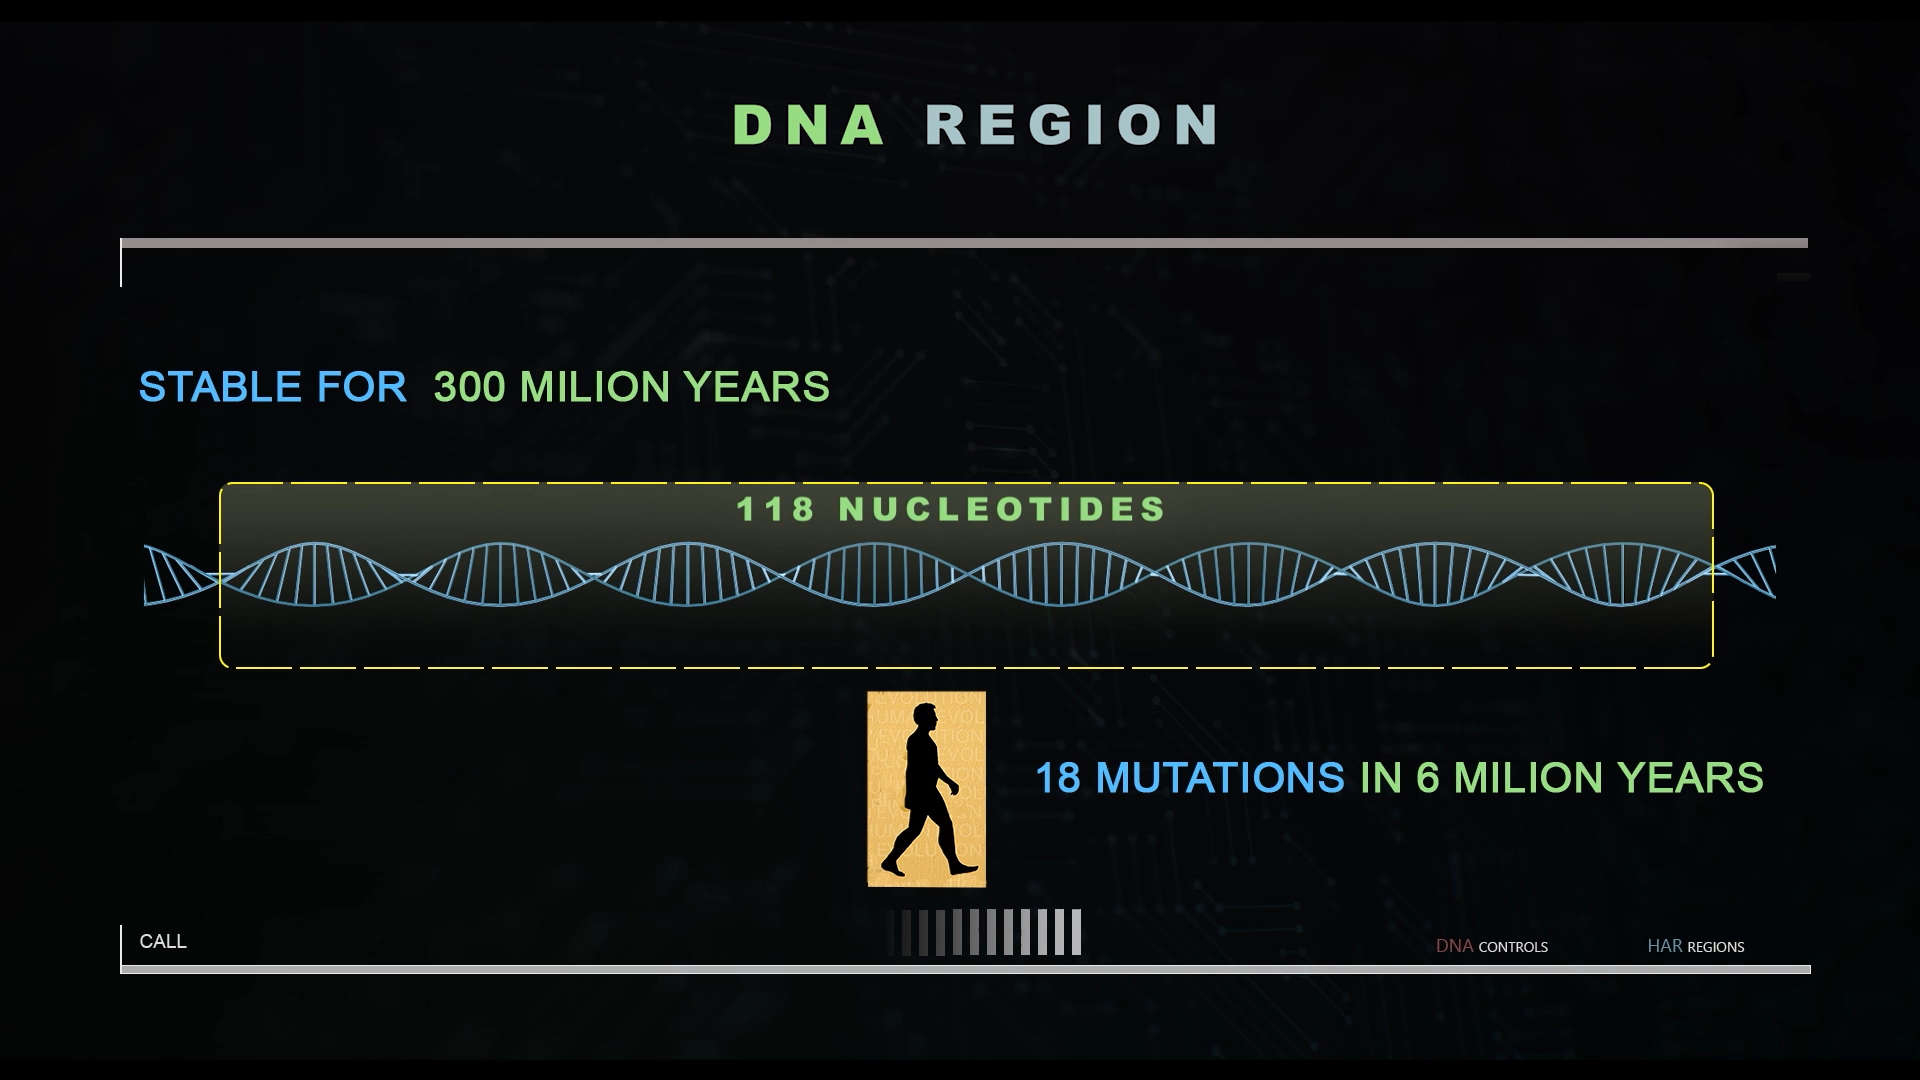 DNA REGION
STABLE FOR 300 MILION YEARS
118 NUCLEOTIDES
18 MUTATIONS IN 6 MILION YEARS
CALL
DNA CONTROLS
HAR REGIONS